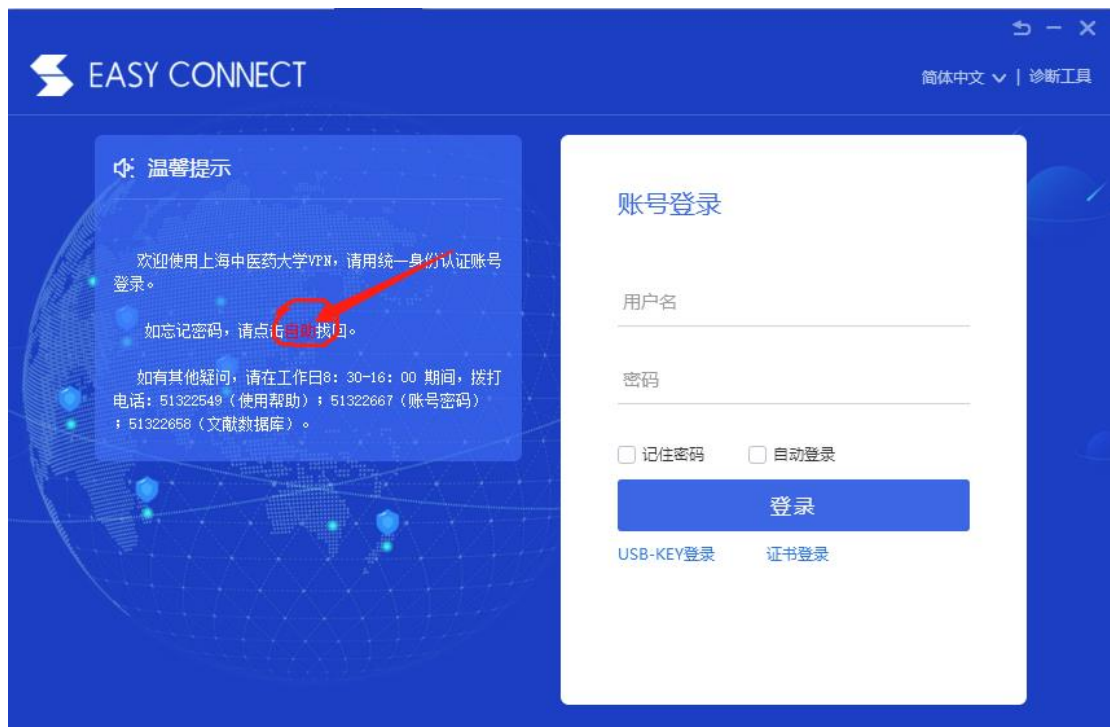 EASY CONNECT
简体中文 | 诊断工具
温馨提示
欢迎使用上海中医药大学VPN，请用统一身份认证账号
登录。
如忘记密码，请点击自助找回。
如有其他疑问，请在工作日8：30-16：00 期间，拨打
电话：51322549（使用帮助）；51322667（账号密码）
；51322658（文献数据库）。
账号登录
用户名
密码
记住密码 自动登录
登录
USB-KEY登录 证书登录